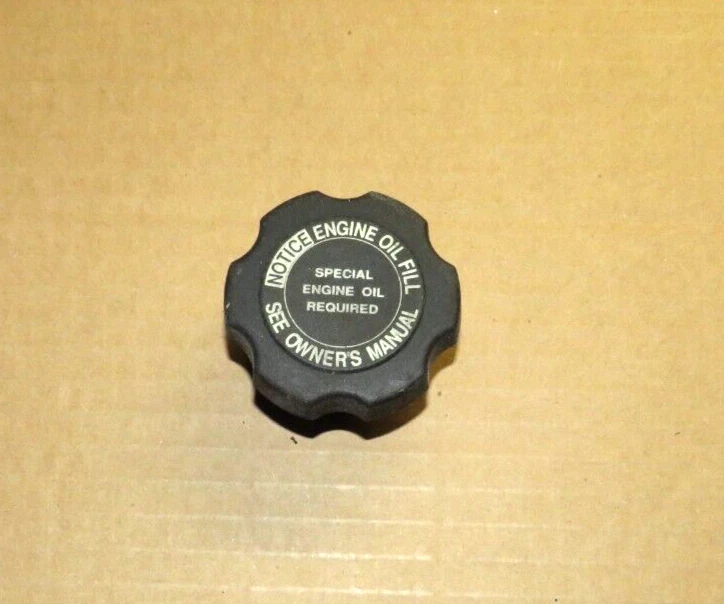 NOTICE ENGINE OIL FILL
SPECIAL
ENGINE OIL
REQUIRED
SEE OWNER'S MANUAL